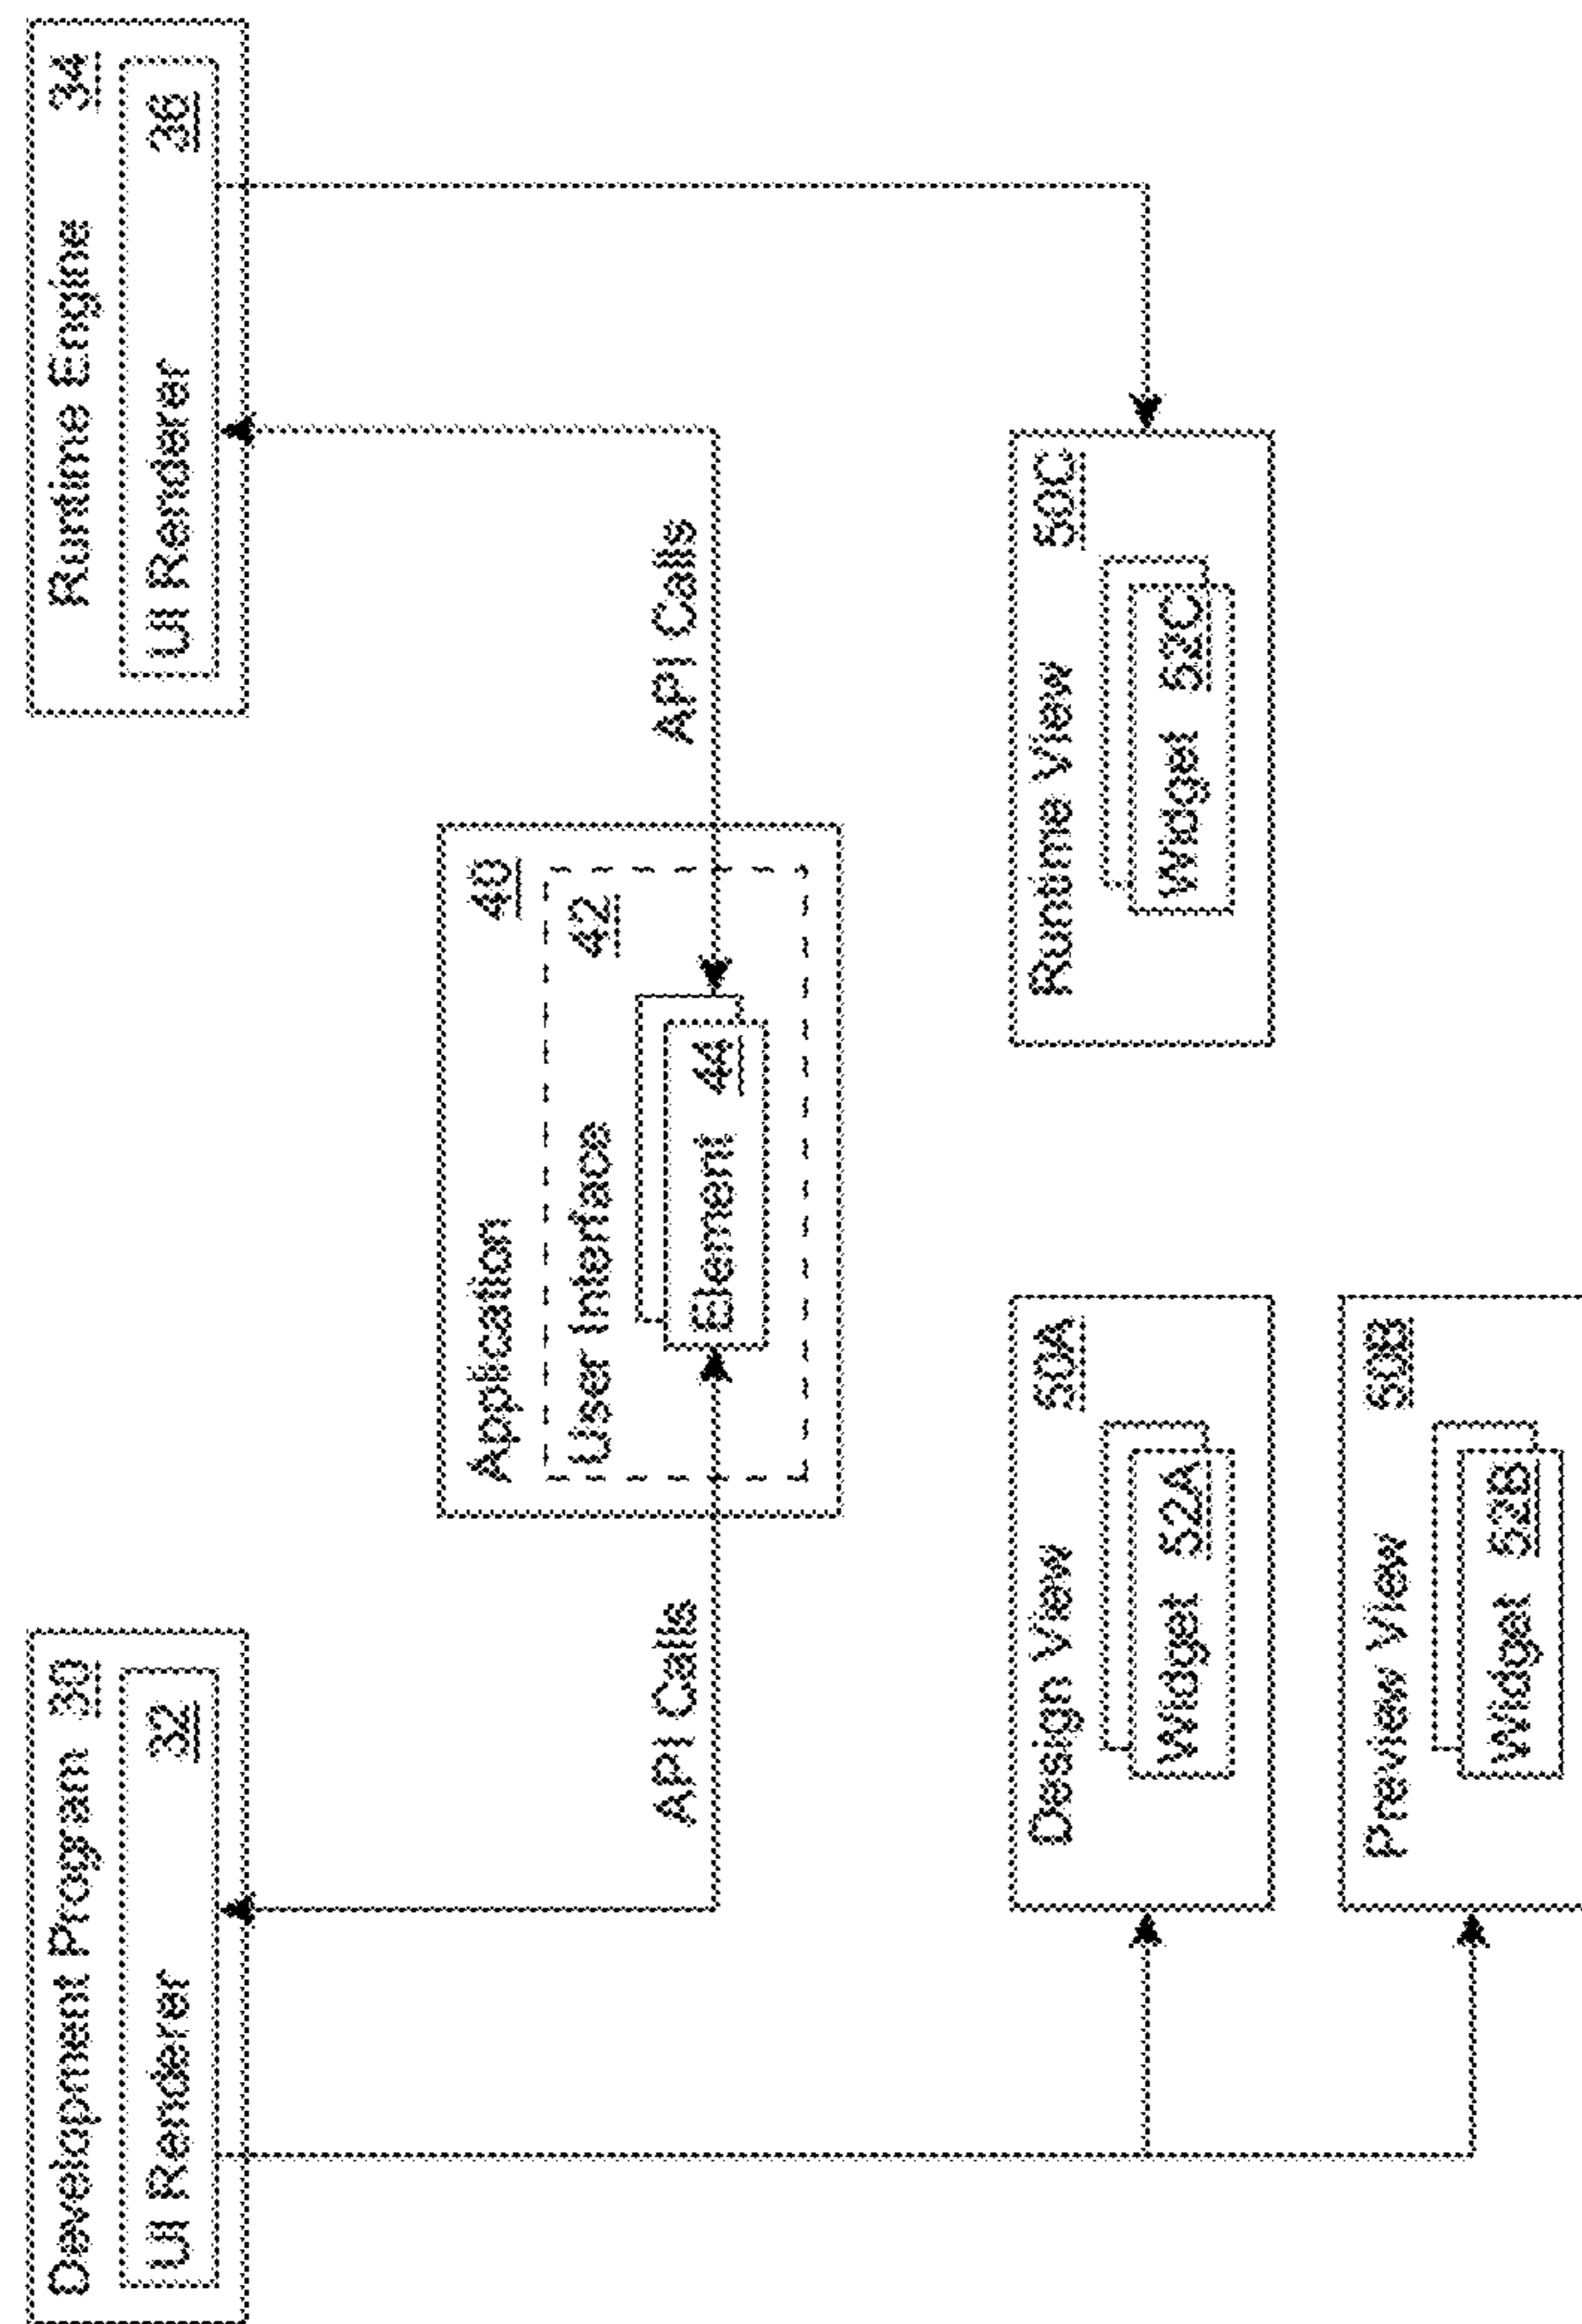 Development Program 30
UI Renderer 32
Runtime Engine 34
UI Renderer 36
Application 40
User Interface 42
Element 44
API Calls
API Calls
Design View 50A
Widget 52A
Preview View 50B
Widget 52B
Runtime View 50C
Widget 52C